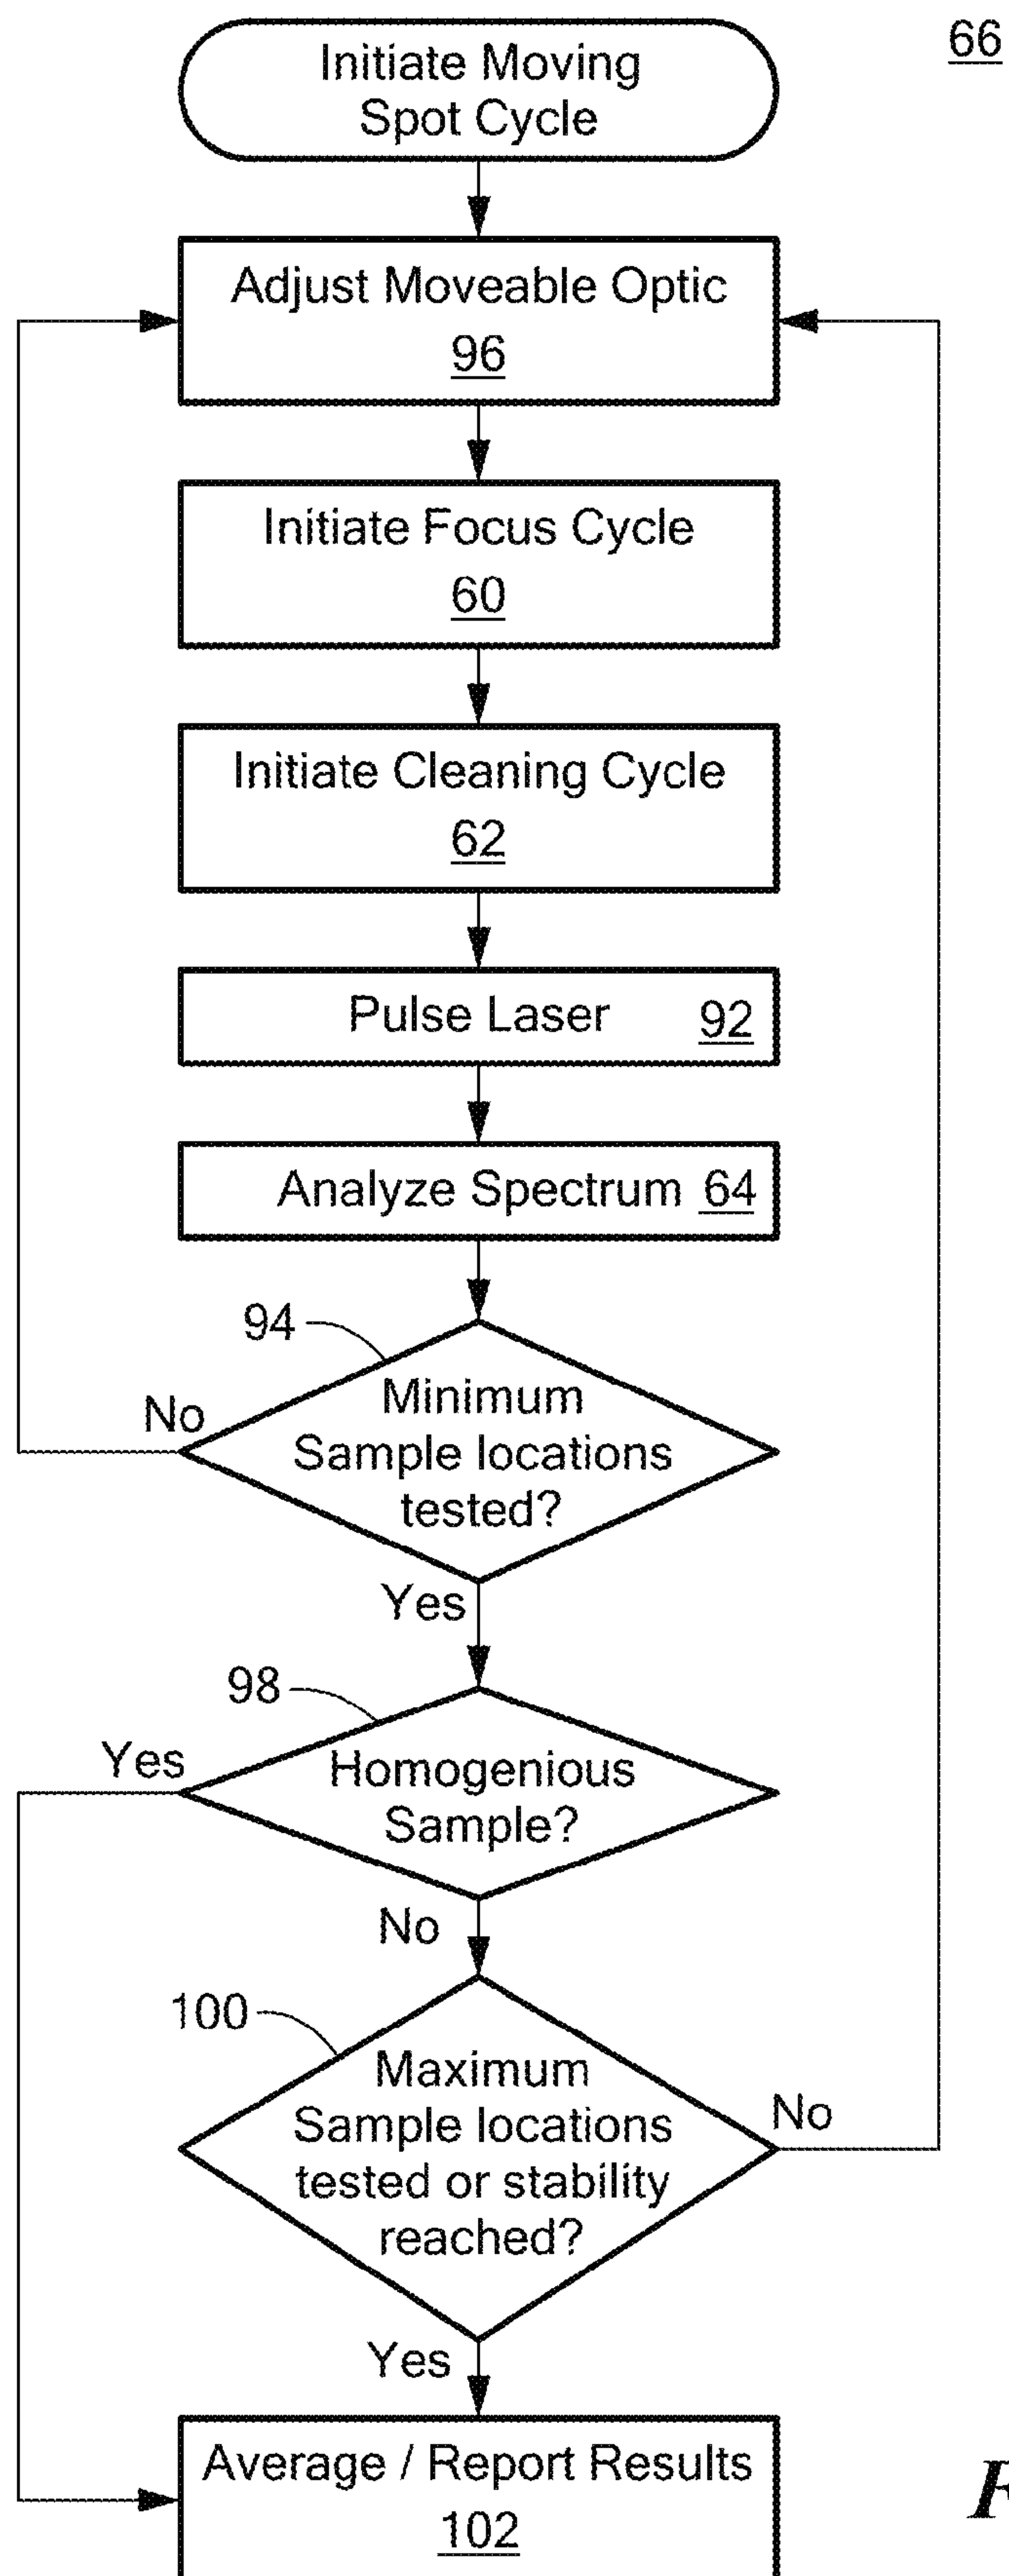 66
Initiate Moving
Spot Cycle
Adjust Moveable Optic
96
Initiate Focus Cycle
60
Initiate Cleaning Cycle
62
Pulse Laser 92
Analyze Spectrum 64
94
No
Minimum
Sample locations
tested?
Yes
98
Yes
Homogenious
Sample?
No
100
Maximum
Sample locations
tested or stability
reached?
No
Yes
Average / Report Results
102
F